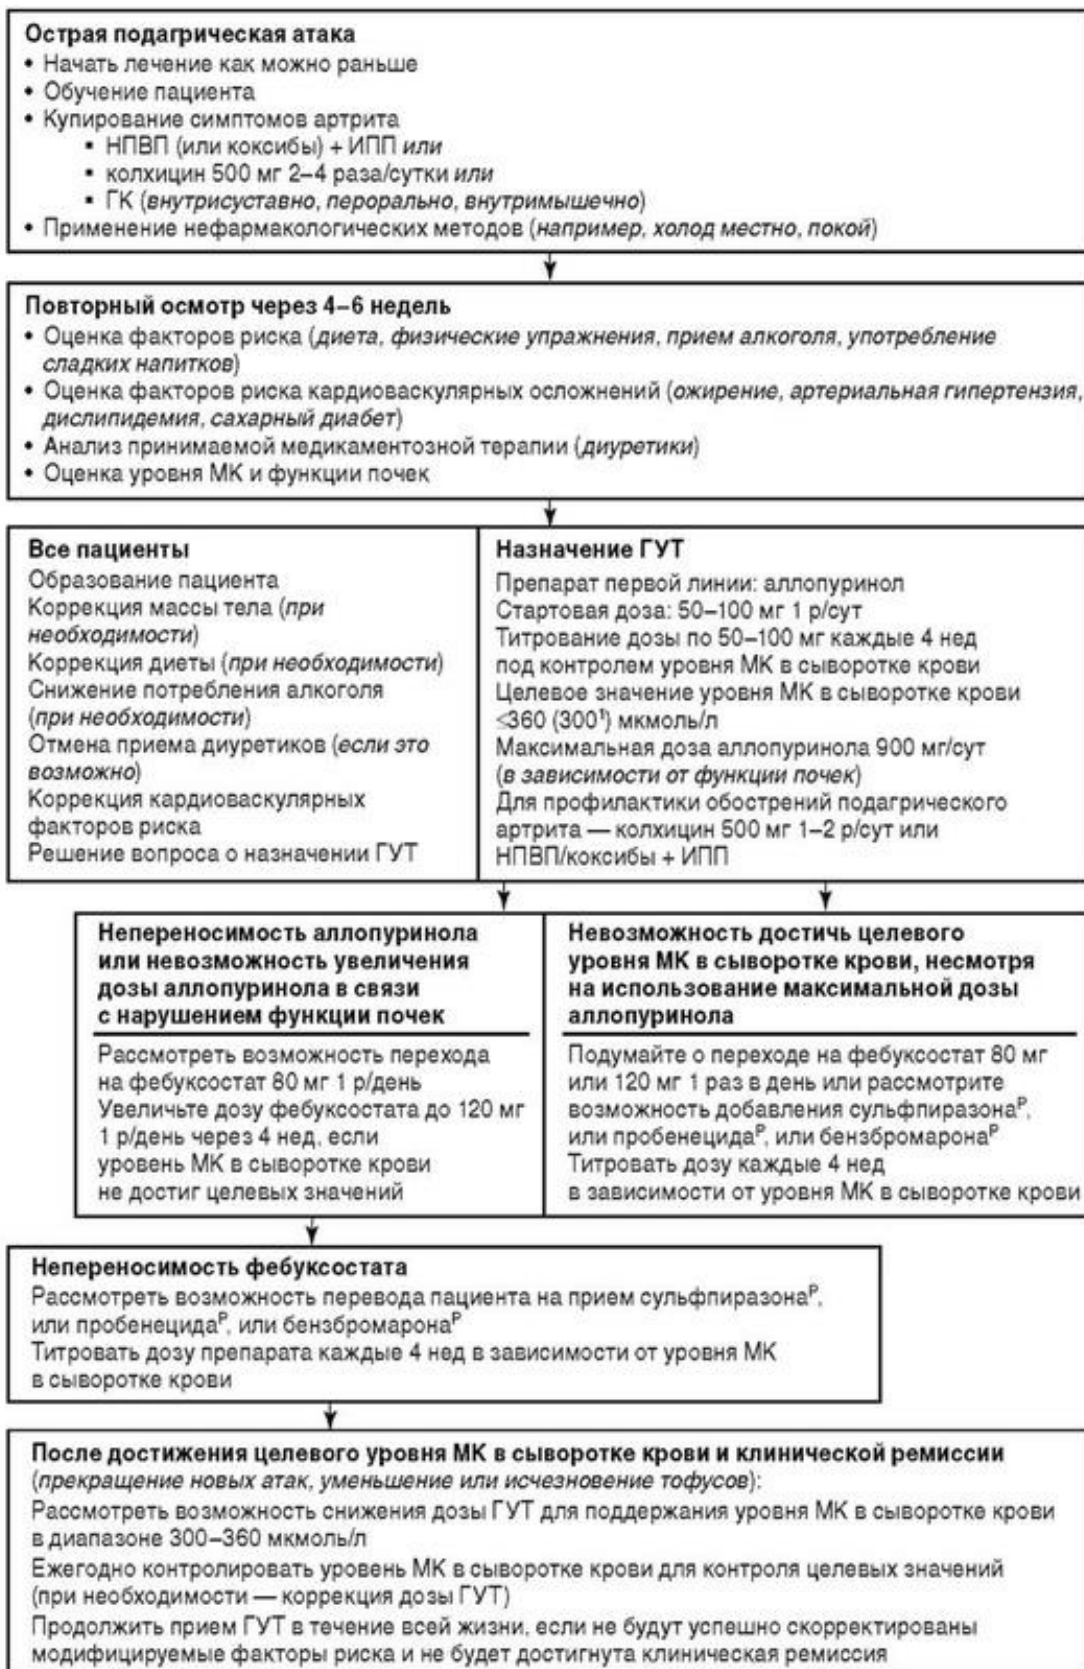 Острая подагрическая атака
• Начать лечение как можно раньше
• Обучение пациента
• Купирование симптомов артрита
▪ НПВП (или коксибы) + ИПП или
▪ колхицин 500 мг 2–4 раза/сутки или
▪ ГК (внутрисуставно, перорально, внутримышечно)
• Применение нефармакологических методов (например, холод местно, покой)
Повторный осмотр через 4–6 недель
• Оценка факторов риска (диета, физические упражнения, прием алкоголя, употребление
сладких напитков)
• Оценка факторов риска кардиоваскулярных осложнений (ожирение, артериальная гипертензия,
дислипидемия, сахарный диабет)
• Анализ принимаемой медикаментозной терапии (диуретики)
• Оценка уровня МК и функции почек
Все пациенты
Образование пациента
Коррекция массы тела (при
необходимости)
Коррекция диеты (при необходимости)
Снижение потребления алкоголя
(при необходимости)
Отмена приема диуретиков (если это
возможно)
Коррекция кардиоваскулярных
факторов риска
Решение вопроса о назначении ГУТ
Назначение ГУТ
Препарат первой линии: аллопуринол
Стартовая доза: 50–100 мг 1 р/сут
Титрование дозы по 50–100 мг каждые 4 нед
под контролем уровня МК в сыворотке крови
Целевое значение уровня МК в сыворотке крови
≤360 (300¹) мкмоль/л
Максимальная доза аллопуринола 900 мг/сут
(в зависимости от функции почек)
Для профилактики обострений подагрического
артрита — колхицин 500 мг 1–2 р/сут или
НПВП/коксибы + ИПП
Непереносимость аллопуринола
или невозможность увеличения
дозы аллопуринола в связи
с нарушением функции почек
Рассмотреть возможность перехода
на фебуксостат 80 мг 1 р/день
Увеличьте дозу фебуксостата до 120 мг
1 р/день через 4 нед, если
уровень МК в сыворотке крови
не достиг целевых значений
Невозможность достичь целевого
уровня МК в сыворотке крови, несмотря
на использование максимальной дозы
аллопуринола
Подумайте о переходе на фебуксостат 80 мг
или 120 мг 1 раз в день или рассмотрите
возможность добавления сульфпиразонаᴾ,
или пробенецидаᴾ, или бензбромаронаᴾ
Титровать дозу каждые 4 нед
в зависимости от уровня МК в сыворотке крови
Непереносимость фебуксостата
Рассмотреть возможность перевода пациента на прием сульфпиразонаᴾ,
или пробенецидаᴾ, или бензбромаронаᴾ
Титровать дозу препарата каждые 4 нед в зависимости от уровня МК
в сыворотке крови
После достижения целевого уровня МК в сыворотке крови и клинической ремиссии
(прекращение новых атак, уменьшение или исчезновение тофусов):
Рассмотреть возможность снижения дозы ГУТ для поддержания уровня МК в сыворотке крови
в диапазоне 300–360 мкмоль/л
Ежегодно контролировать уровень МК в сыворотке крови для контроля целевых значений
(при необходимости — коррекция дозы ГУТ)
Продолжить прием ГУТ в течение всей жизни, если не будут успешно скорректированы
модифицируемые факторы риска и не будет достигнута клиническая ремиссия